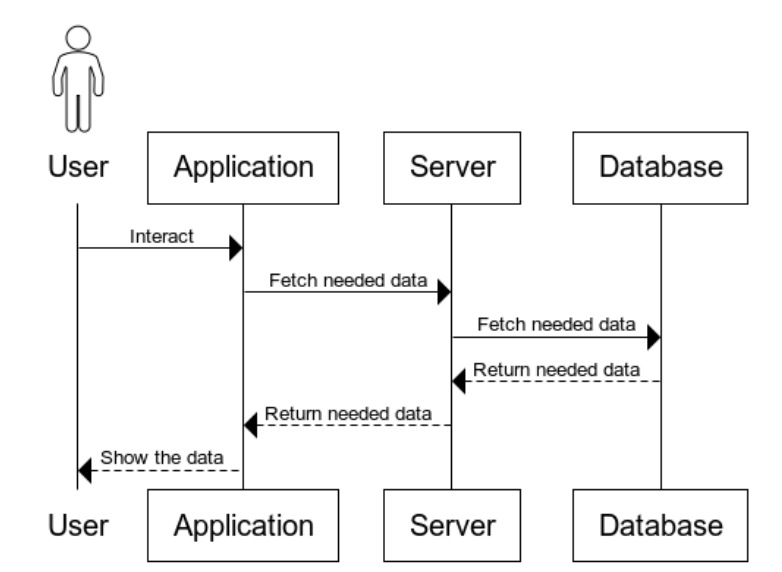 User
Application
Server
Database
Interact
Fetch needed data
Fetch needed data
Return needed data
Return needed data
Show the data
User
Application
Server
Database